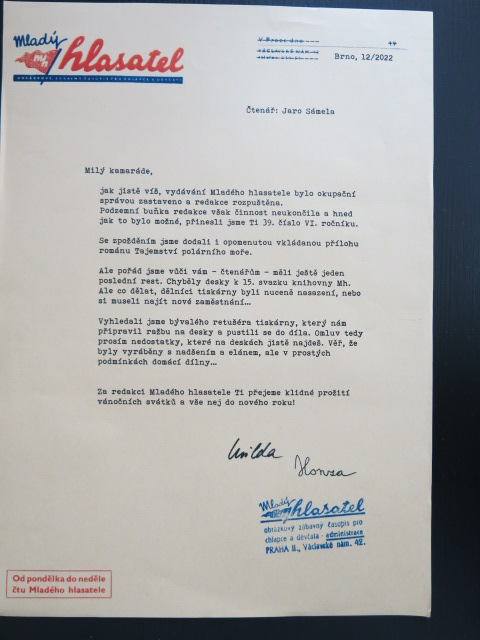 Mladý
hlasatel
V Praze dne
VÁCLAVSKÉ NÁM. 42
Brno, 12/2022
Čtenář: Jaro Sámela
Milý kamaráde,
jak jistě víš, vydávání Mladého hlasatele bylo okupační
správou zastaveno a redakce rozpuštěna.
Podzemní buňka redakce však činnost neukončila a hned
jak to bylo možné, přinesli jsme Ti 39. číslo VI. ročníku.
Se zpožděním jsme dodali i opomenutou vkládanou přílohu
románu Tajemství polárního moře.
Ale pořád jsme vůči vám – čtenářům – měli ještě jeden
poslední rest. Chyběly desky k 15. svazku knihovny Mh.
Ale co dělat, dělníci tiskárny byli nuceně nasazení, nebo
si museli najít nové zaměstnání...
Vyhledali jsme bývalého retušéra tiskárny, který nám
připravil ražbu na desky a pustili se do díla. Omluv tedy
prosím nedostatky, které na deskách jistě najdeš. Věř, že
byly vyráběny s nadšením a elánem, ale v prostých
podmínkách domácí dílny...
Za redakci Mladého hlasatele Ti přejeme klidné prožití
vánočních svátků a vše nej do nového roku!
Milda
Honza
Mladý
hlasatel
obrázkový zábavný časopis pro
chlapce a děvčata - administrace
PRAHA II., Václavské nám. 42.
Od pondělka do neděle
čtu Mladého hlasatele